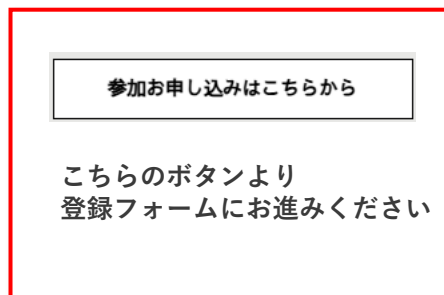 参加お申し込みはこちらから
こちらのボタンより
登録フォームにお進みください